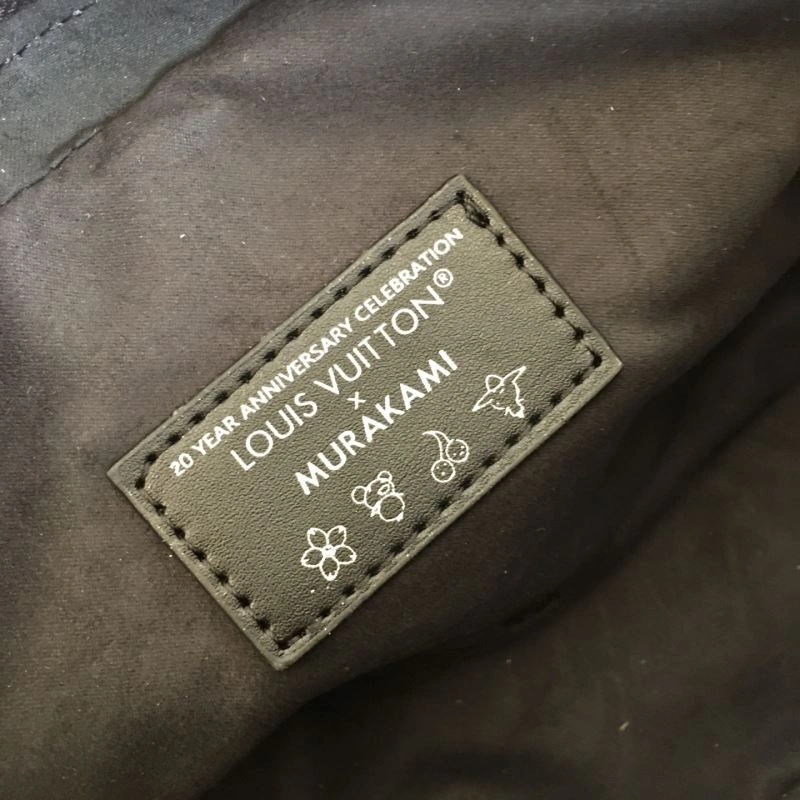 20 YEAR ANNIVERSARY CELEBRATION
LOUIS VUITTON®
x
MURAKAMI